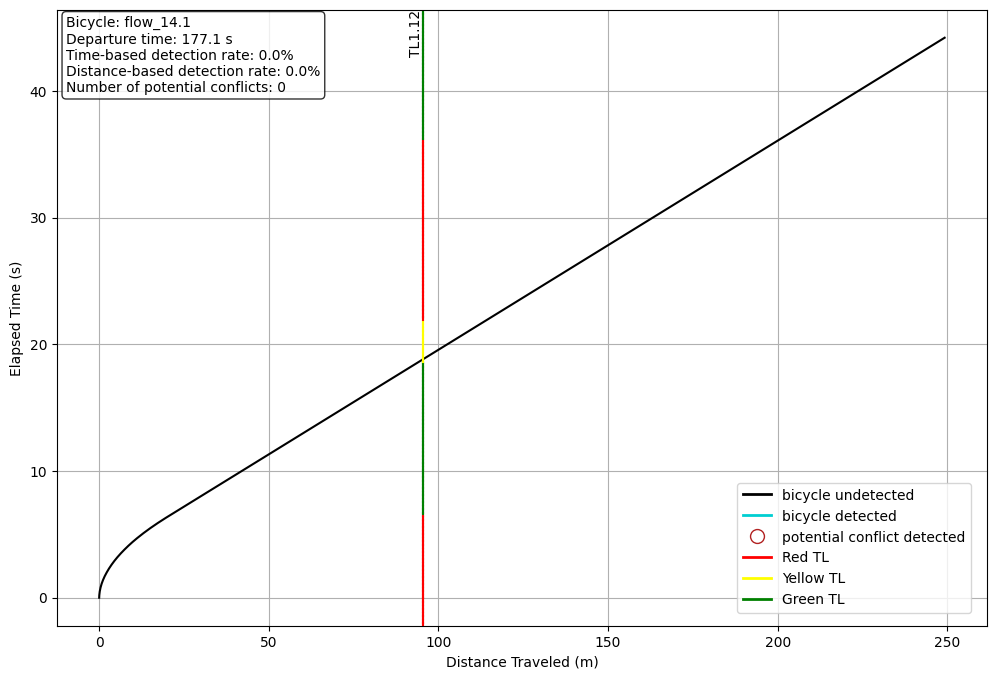 Bicycle: flow_14.1
Departure time: 177.1 s
Time-based detection rate: 0.0%
Distance-based detection rate: 0.0%
Number of potential conflicts: 0
TL1.12
40
30
20
10
0
Elapsed Time (s)
bicycle undetected
bicycle detected
potential conflict detected
Red TL
Yellow TL
Green TL
0
50
100
150
200
250
Distance Traveled (m)